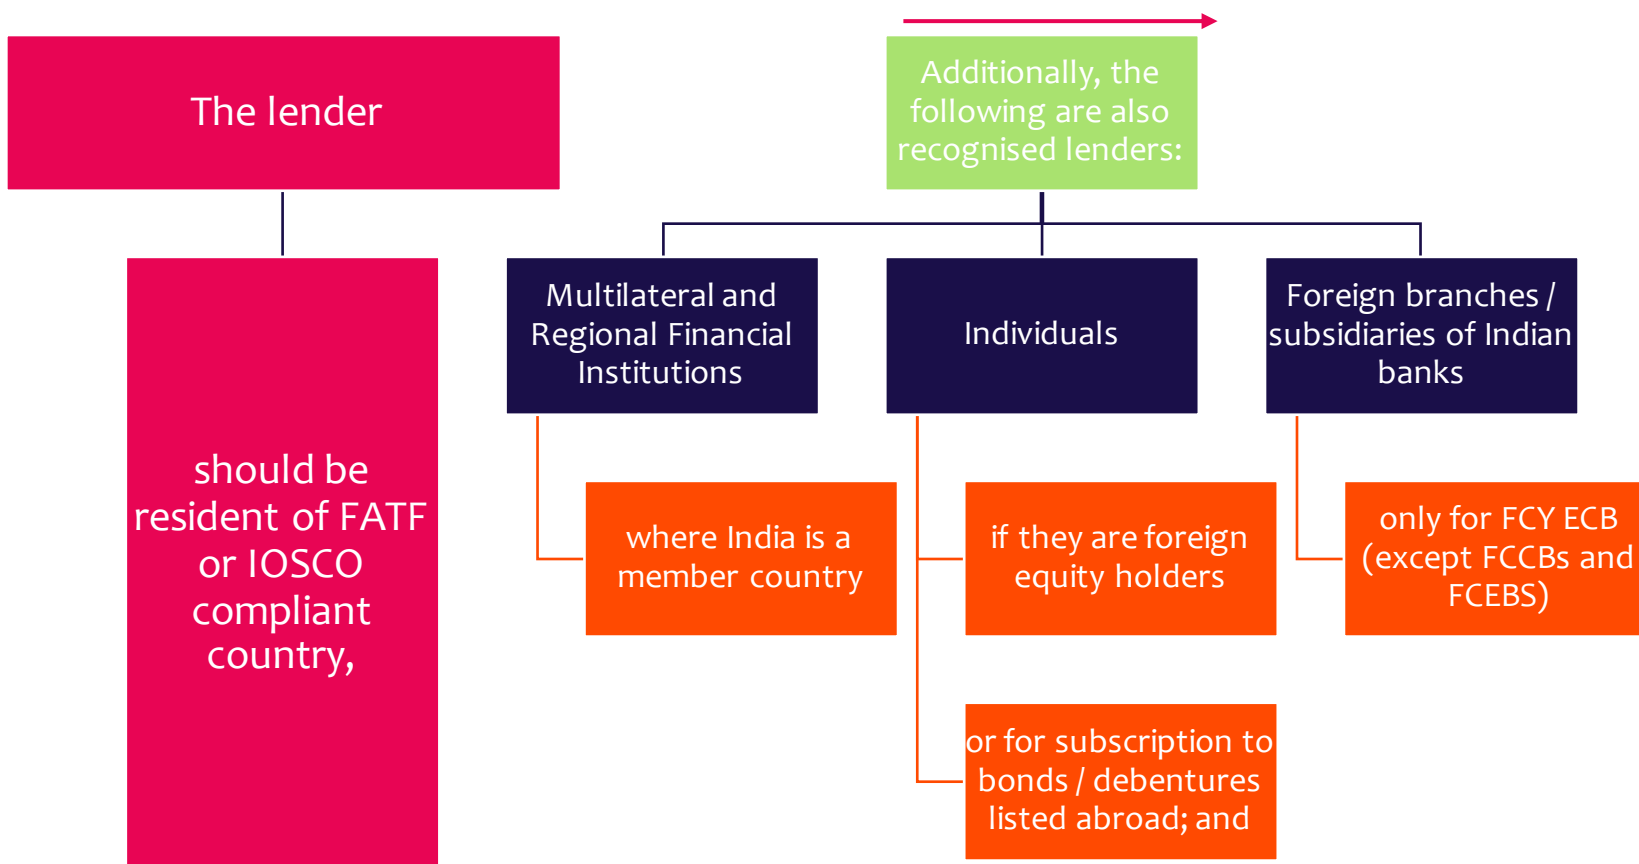 The lender
should be
resident of FATF
or IOSCO
compliant
country,
Additionally, the
following are also
recognised lenders:
Multilateral and
Regional Financial
Institutions
where India is a
member country
Individuals
if they are foreign
equity holders
or for subscription to
bonds / debentures
listed abroad; and
Foreign branches /
subsidiaries of Indian
banks
only for FCY ECB
(except FCCBs and
FCEBS)